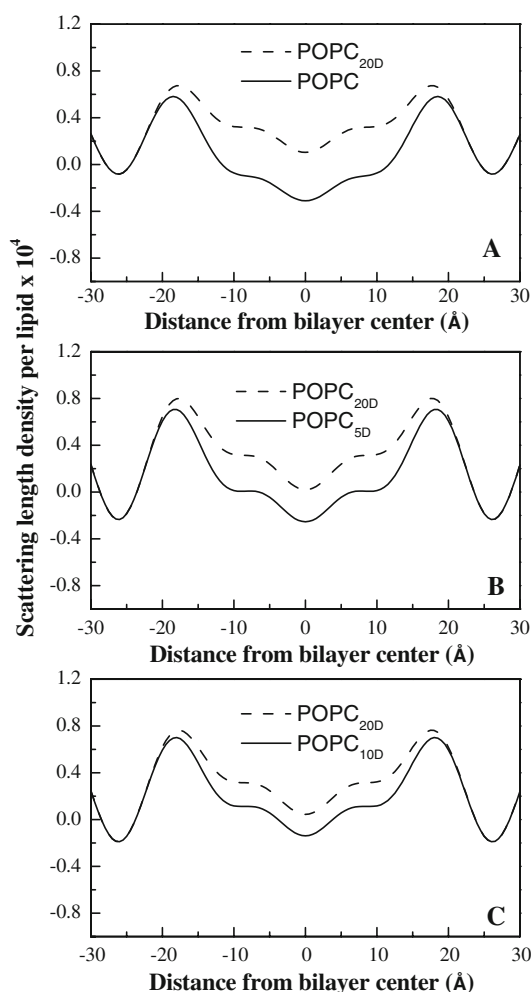 Scattering length density per lipid x 10⁴
1.2
0.8
0.4
0.0
-0.4
-0.8
POPC₂₀D
POPC
A
-30 -20 -10 0 10 20 30
Distance from bilayer center (Å)
1.2
0.8
0.4
0.0
-0.4
-0.8
POPC₂₀D
POPC₅D
B
-30 -20 -10 0 10 20 30
Distance from bilayer center (Å)
1.2
0.8
0.4
0.0
-0.4
-0.8
POPC₂₀D
POPC₁₀D
C
-30 -20 -10 0 10 20 30
Distance from bilayer center (Å)